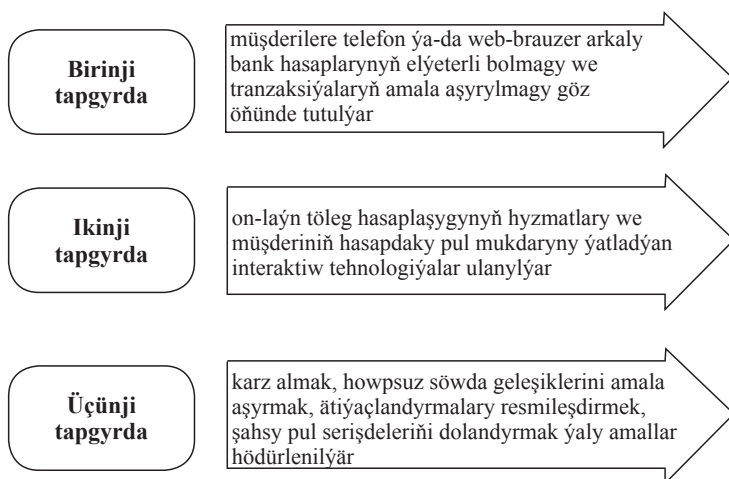 Birinji
tapgyrda
müşderilere telefon ýa-da web-brauzer arkaly
bank hasaplarynyň elýeterli bolmagy we
tranzaksiýalaryň amala aşyrylmagy göz
öňünde tutulýar
Ikinji
tapgyrda
on-laýn töleg hasaplaşygynyň hyzmatlary we
müşderiniň hasapdaky pul mukdaryny ýatladýan
interaktiw tehnologiýalar ulanylýar
Üçünji
tapgyrda
karz almak, howpsuz söwda geleşiklerini amala
aşyrmak, ätiýaçlandyrmalary resmileşdirmek,
şahsy pul serişdeleriňi dolandyrmak ýaly amallar
hödürlenilýär